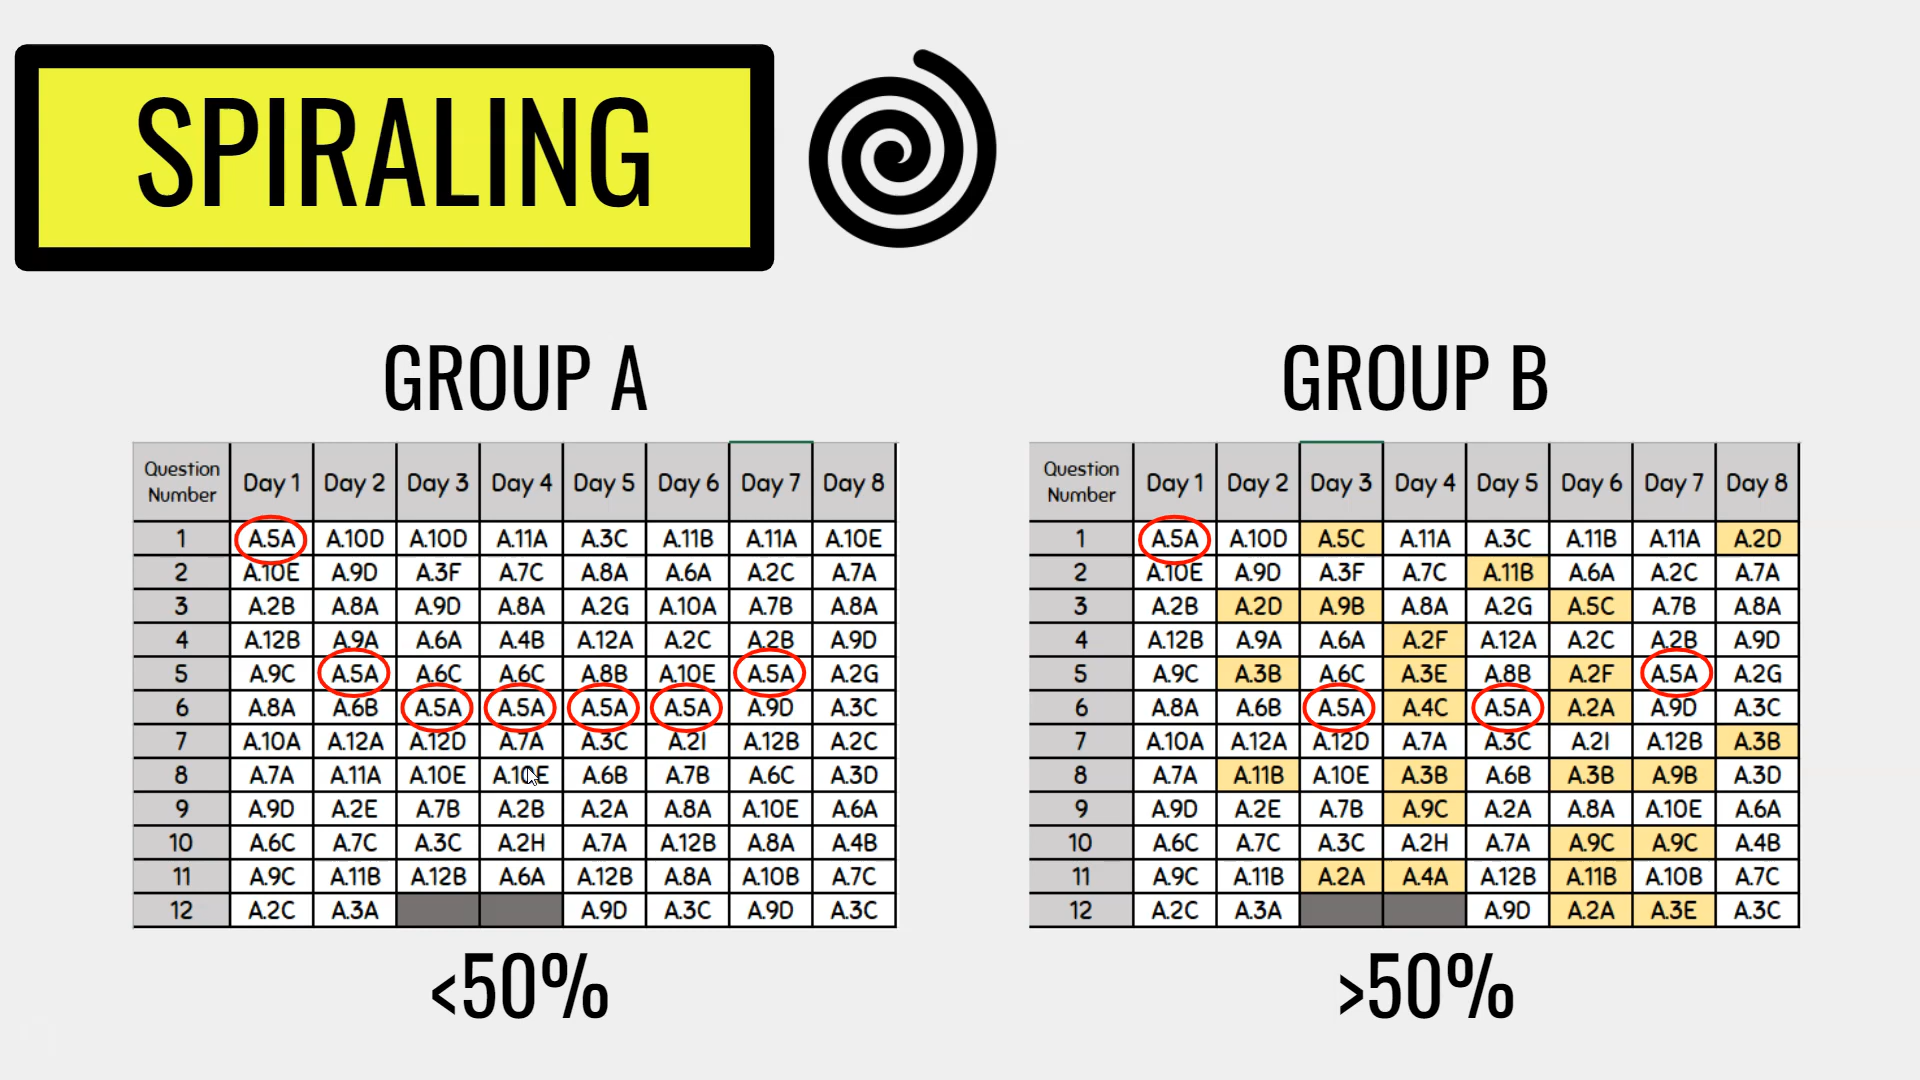 SPIRALING
GROUP A
Question Number Day 1 Day 2 Day 3 Day 4 Day 5 Day 6 Day 7 Day 8
1 A.5A A.10D A.10D A.11A A.3C A.11B A.11A A.10E
2 A.10E A.9D A.3F A.7C A.8A A.6A A.2C A.7A
3 A.2B A.8A A.9D A.8A A.2G A.10A A.7B A.8A
4 A.12B A.9A A.6A A.4B A.12A A.2C A.2B A.9D
5 A.9C A.5A A.6C A.6C A.8B A.10E A.5A A.2G
6 A.8A A.6B A.5A A.5A A.5A A.5A A.9D A.3C
7 A.10A A.12A A.12D A.7A A.3C A.2I A.12B A.2C
8 A.7A A.11A A.10E A.10E A.6B A.7B A.6C A.3D
9 A.9D A.2E A.7B A.2B A.2A A.8A A.10E A.6A
10 A.6C A.7C A.3C A.2H A.7A A.12B A.8A A.4B
11 A.9C A.11B A.12B A.6A A.12B A.8A A.10B A.7C
12 A.2C A.3A A.9D A.3C A.9D A.3C
<50%
GROUP B
Question Number Day 1 Day 2 Day 3 Day 4 Day 5 Day 6 Day 7 Day 8
1 A.5A A.10D A.5C A.11A A.3C A.11B A.11A A.2D
2 A.10E A.9D A.3F A.7C A.11B A.6A A.2C A.7A
3 A.2B A.2D A.9B A.8A A.2G A.5C A.7B A.8A
4 A.12B A.9A A.6A A.2F A.12A A.2C A.2B A.9D
5 A.9C A.3B A.6C A.3E A.8B A.2F A.5A A.2G
6 A.8A A.6B A.5A A.4C A.5A A.2A A.9D A.3C
7 A.10A A.12A A.12D A.7A A.3C A.2I A.12B A.3B
8 A.7A A.11B A.10E A.3B A.6B A.3B A.9B A.3D
9 A.9D A.2E A.7B A.9C A.2A A.8A A.10E A.6A
10 A.6C A.7C A.3C A.2H A.7A A.9C A.9C A.4B
11 A.9C A.11B A.2A A.4A A.12B A.11B A.10B A.7C
12 A.2C A.3A A.9D A.2A A.3E A.3C
>50%